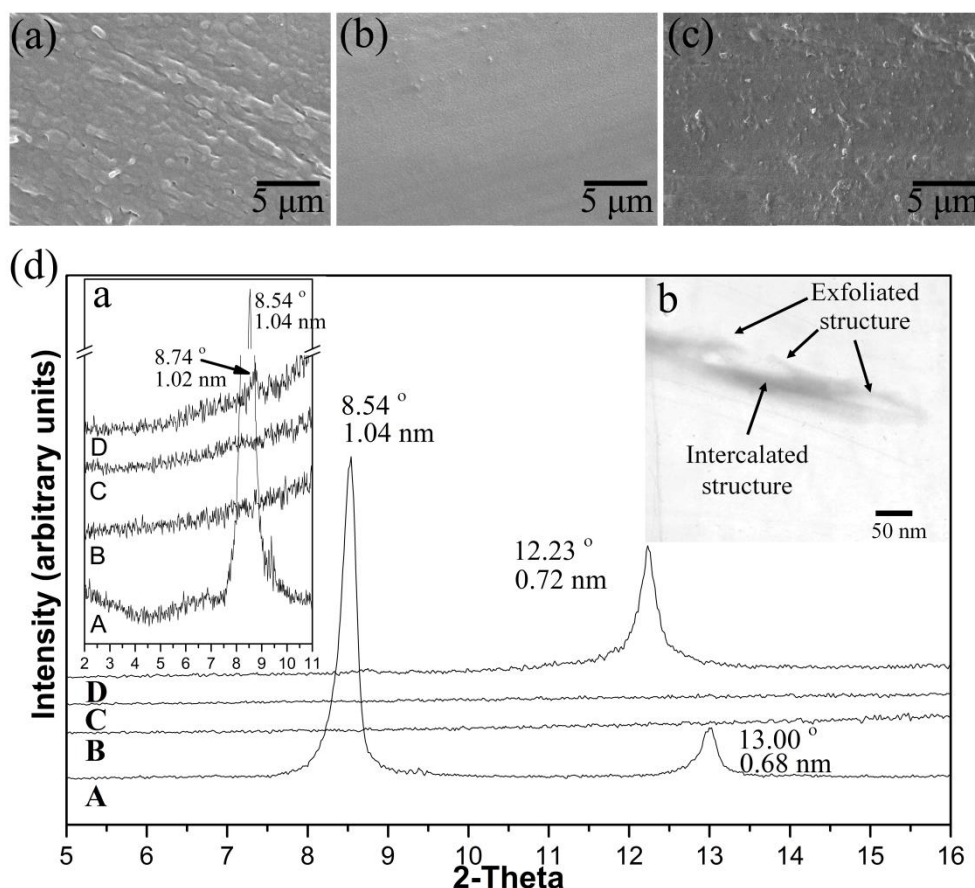 (a)
5 μm
(b)
5 μm
(c)
5 μm
(d)
a
8.54 °
1.04 nm
8.74 °
1.02 nm
D
C
B
A
2 3 4 5 6 7 8 9 10 11
8.54 °
1.04 nm
b
Exfoliated
structure
Intercalated
structure
50 nm
12.23 °
0.72 nm
13.00 °
0.68 nm
D
C
B
A
Intensity (arbitrary units)
5 6 7 8 9 10 11 12 13 14 15 16
2-Theta